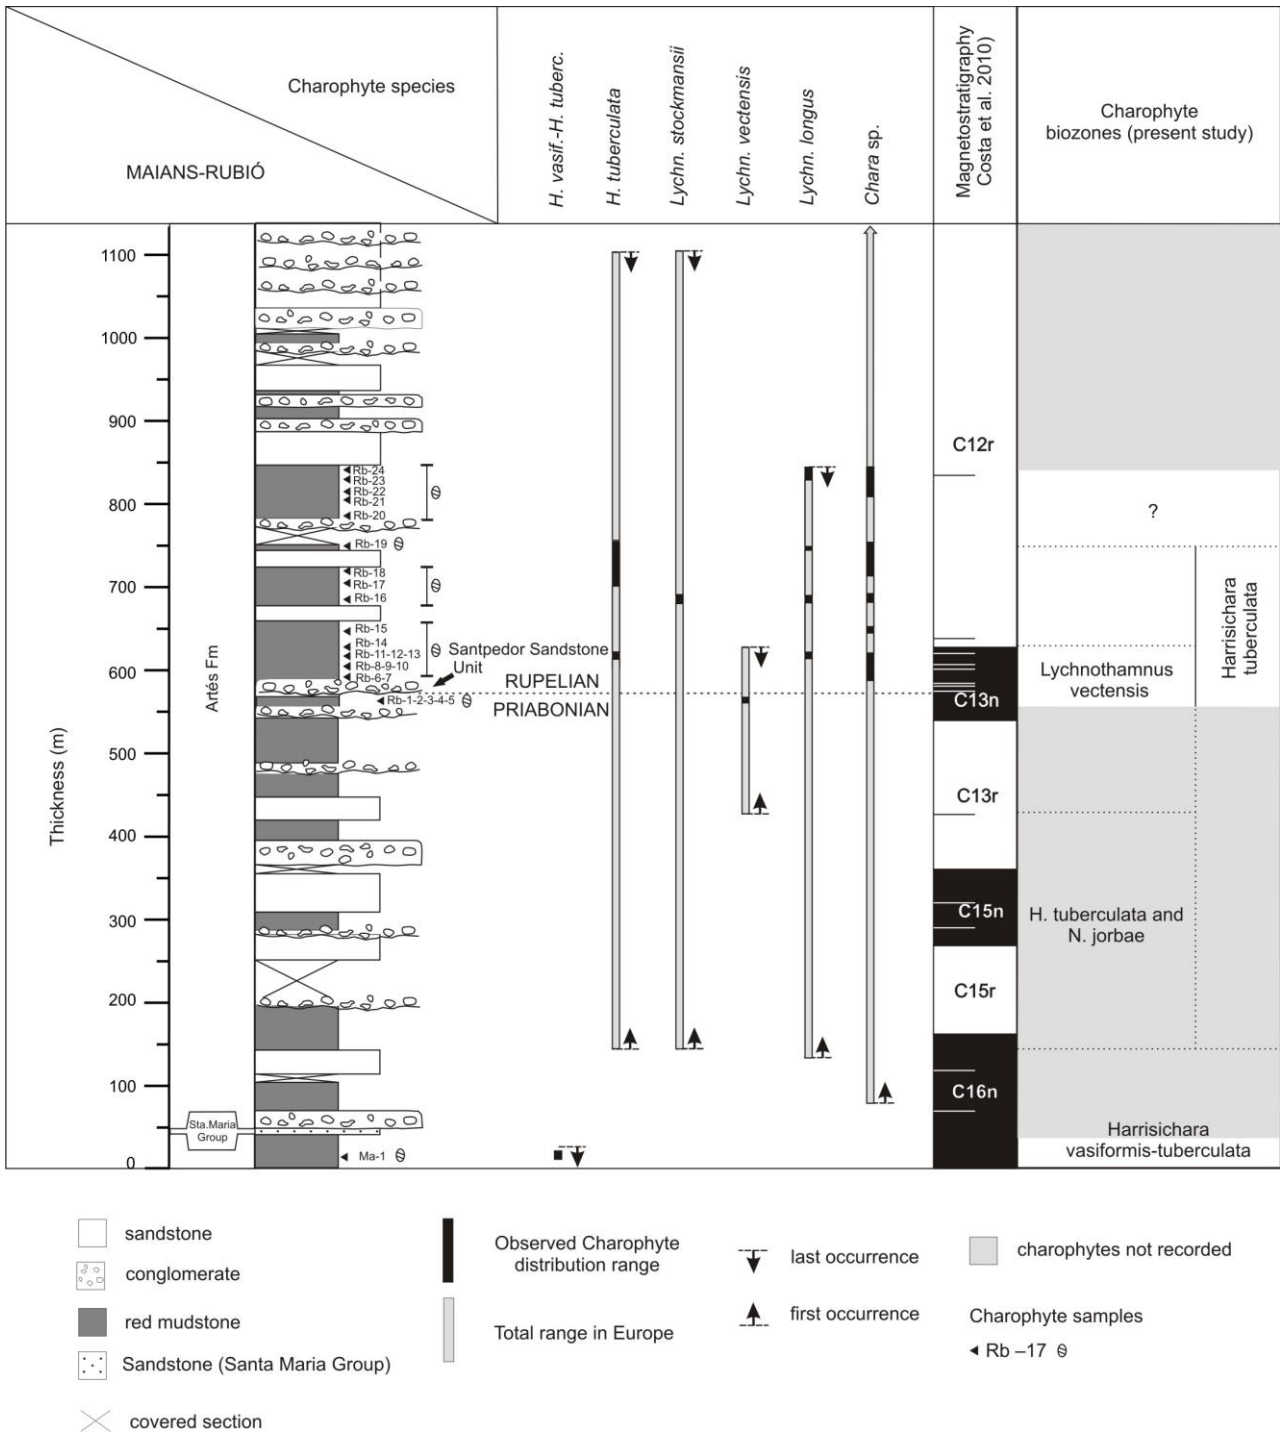 Charophyte species
MAIANS-RUBIÓ
H. vasif.-H. tuberc.
H. tuberculata
Lychn. stockmansii
Lychn. vectensis
Lychn. longus
Chara sp.
Magnetostratigraphy
Costa et al. 2010)
Charophyte
biozones (present study)
Thickness (m)
1100
1000
900
800
700
600
500
400
300
200
100
0
Artés Fm
Sta.Maria
Group
Rb-24
Rb-23
Rb-22
Rb-21
Rb-20
Rb-19
Rb-18
Rb-17
Rb-16
Rb-15
Rb-14
Rb-11-12-13
Rb-8-9-10
Rb-6-7
Rb-1-2-3-4-5
Ma-1
Santpedor Sandstone
Unit
RUPELIAN
PRIABONIAN
C12r
C13n
C13r
C15n
C15r
C16n
?
Harrisichara
tuberculata
Lychnothamnus
vectensis
H. tuberculata and
N. jorbae
Harrisichara
vasiformis-tuberculata
sandstone
conglomerate
red mudstone
Sandstone (Santa Maria Group)
covered section
Observed Charophyte
distribution range
Total range in Europe
last occurrence
first occurrence
charophytes not recorded
Charophyte samples
Rb –17